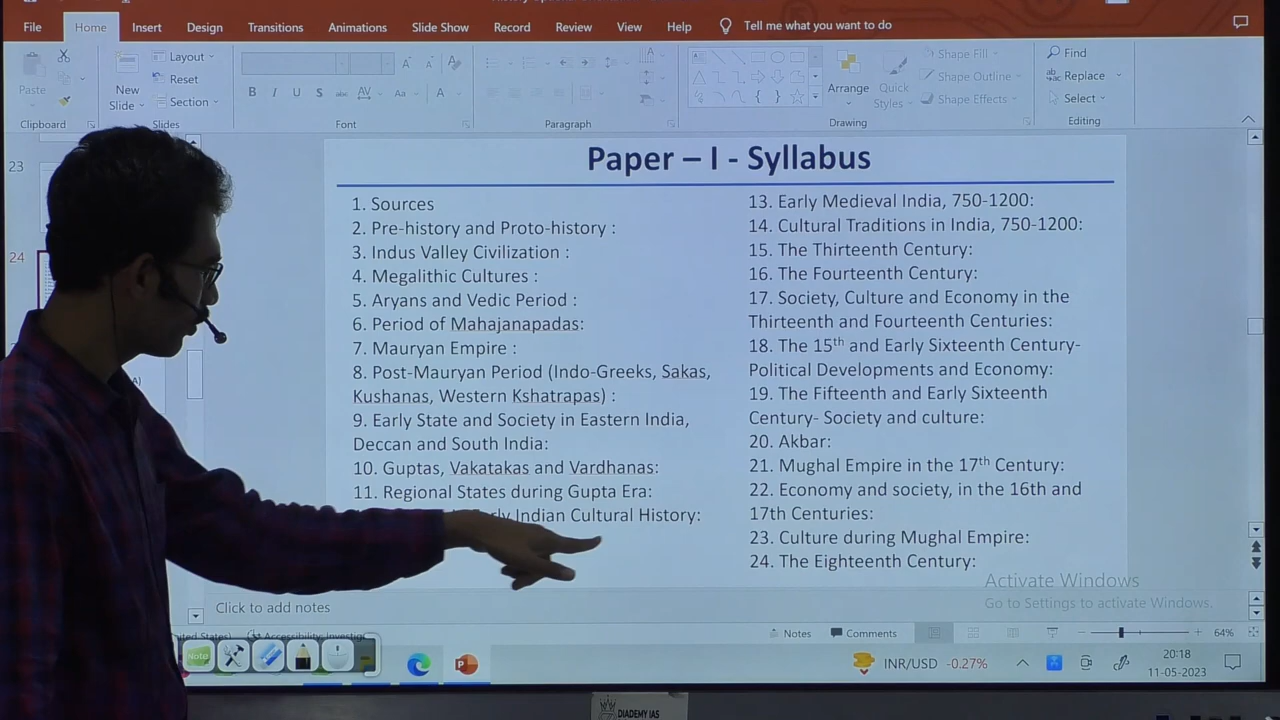 File Home Insert Design Transitions Animations Slide Show Record Review View Help Tell me what you want to do
Paste
Clipboard
New
Slide
Layout
Reset
Section
Slides
B I U S abc AV Aa A
Font
Paragraph
Arrange
Quick
Styles
Shape Fill
Shape Outline
Shape Effects
Drawing
Find
Replace
Select
Editing
23
24
Paper – I - Syllabus
1. Sources
2. Pre-history and Proto-history :
3. Indus Valley Civilization :
4. Megalithic Cultures :
5. Aryans and Vedic Period :
6. Period of Mahajanapadas:
7. Mauryan Empire :
8. Post-Mauryan Period (Indo-Greeks, Sakas,
Kushanas, Western Kshatrapas) :
9. Early State and Society in Eastern India,
Deccan and South India:
10. Guptas, Vakatakas and Vardhanas:
11. Regional States during Gupta Era:
Indian Cultural History:
13. Early Medieval India, 750-1200:
14. Cultural Traditions in India, 750-1200:
15. The Thirteenth Century:
16. The Fourteenth Century:
17. Society, Culture and Economy in the
Thirteenth and Fourteenth Centuries:
18. The 15th and Early Sixteenth Century-
Political Developments and Economy:
19. The Fifteenth and Early Sixteenth
Century- Society and culture:
20. Akbar:
21. Mughal Empire in the 17th Century:
22. Economy and society, in the 16th and
17th Centuries:
23. Culture during Mughal Empire:
24. The Eighteenth Century:
Activate Windows
Go to Settings to activate Windows.
Click to add notes
Notes Comments 64%
Note
INR/USD -0.27%
20:18
11-05-2023
DIADEMY IAS